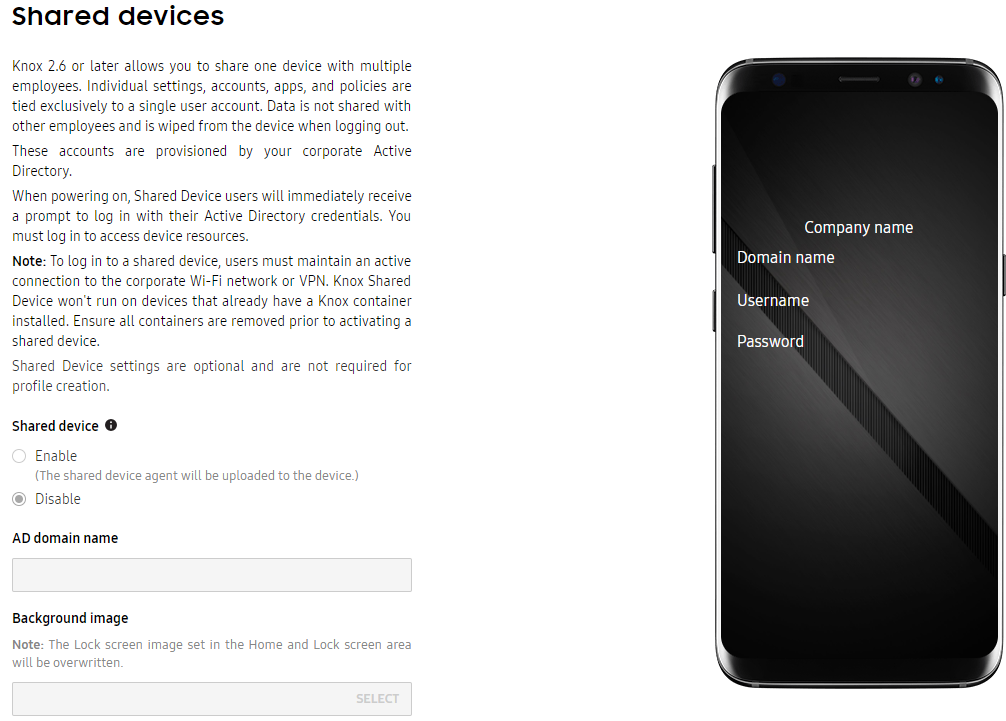 Shared devices
Knox 2.6 or later allows you to share one device with multiple
employees. Individual settings, accounts, apps, and policies are
tied exclusively to a single user account. Data is not shared with
other employees and is wiped from the device when logging out.
These accounts are provisioned by your corporate Active
Directory.
When powering on, Shared Device users will immediately receive
a prompt to log in with their Active Directory credentials. You
must log in to access device resources.
Note: To log in to a shared device, users must maintain an active
connection to the corporate Wi-Fi network or VPN. Knox Shared
Device won't run on devices that already have a Knox container
installed. Ensure all containers are removed prior to activating a
shared device.
Shared Device settings are optional and are not required for
profile creation.
Shared device
Enable
(The shared device agent will be uploaded to the device.)
Disable
AD domain name
Background image
Note: The Lock screen image set in the Home and Lock screen area
will be overwritten.
SELECT
Company name
Domain name
Username
Password